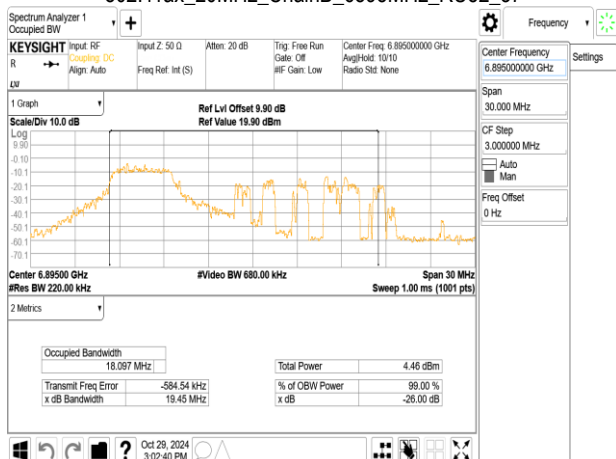 Spectrum Analyzer 1
Occupied BW
+
Frequency
KEYSIGHT Input: RF Input Z: 50 Ω Atten: 20 dB Trig: Free Run Center Freq: 6.895000000 GHz
R Coupling: DC Gate: Off Avg|Hold: 10/10
Align: Auto Freq Ref: Int (S) #IF Gain: Low Radio Std: None
Center Frequency
6.895000000 GHz
Settings
Span
30.000 MHz
CF Step
3.000000 MHz
Auto
Man
Freq Offset
0 Hz
1 Graph
Ref Lvl Offset 9.90 dB
Scale/Div 10.0 dB Ref Value 19.90 dBm
Log
9.90
-0.10
-10.1
-20.1
-30.1
-40.1
-50.1
-60.1
-70.1
Center 6.89500 GHz #Video BW 680.00 kHz Span 30 MHz
#Res BW 220.00 kHz Sweep 1.00 ms (1001 pts)
2 Metrics
Occupied Bandwidth
18.097 MHz
Total Power 4.46 dBm
Transmit Freq Error -584.54 kHz
% of OBW Power 99.00 %
x dB Bandwidth 19.45 MHz
x dB -26.00 dB
?
Oct 29, 2024
3:02:40 PM